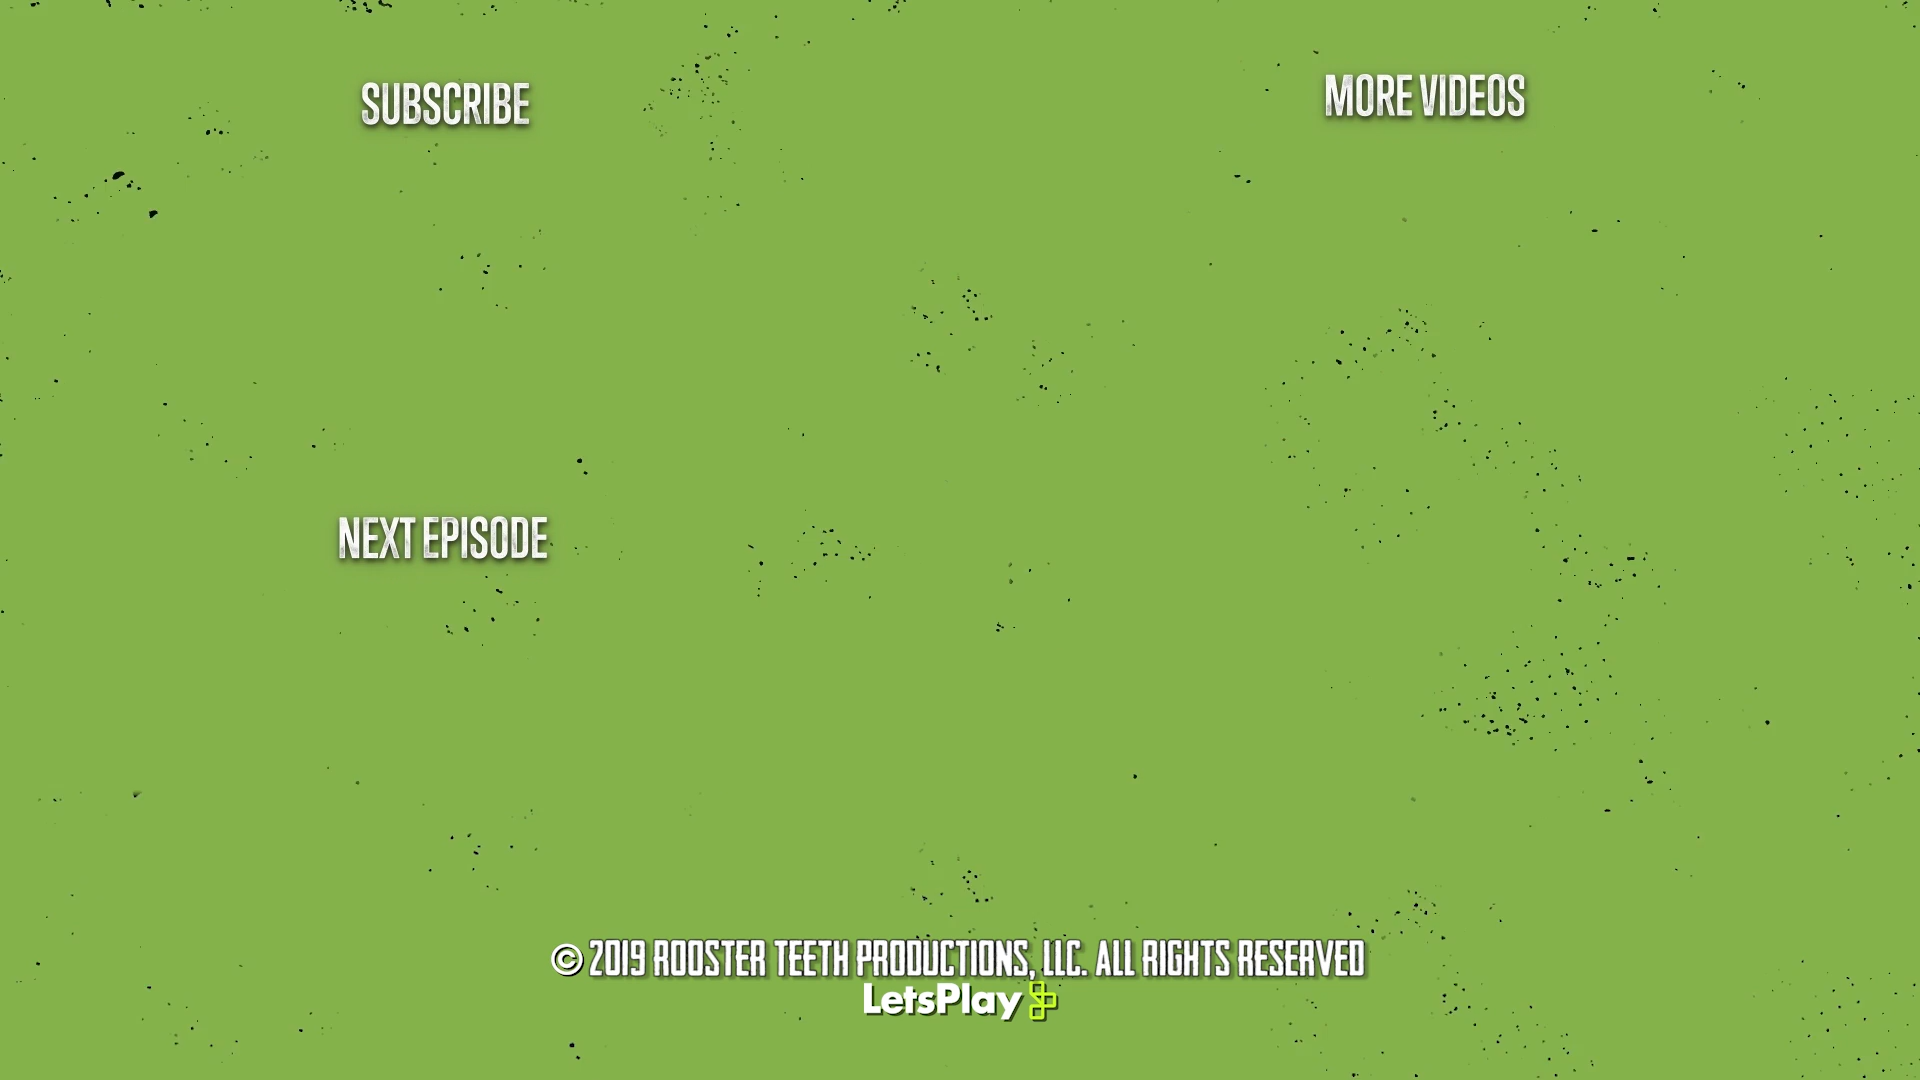 SUBSCRIBE
MORE VIDEOS
NEXT EPISODE
© 2019 ROOSTER TEETH PRODUCTIONS, LLC. ALL RIGHTS RESERVED
LetsPlay